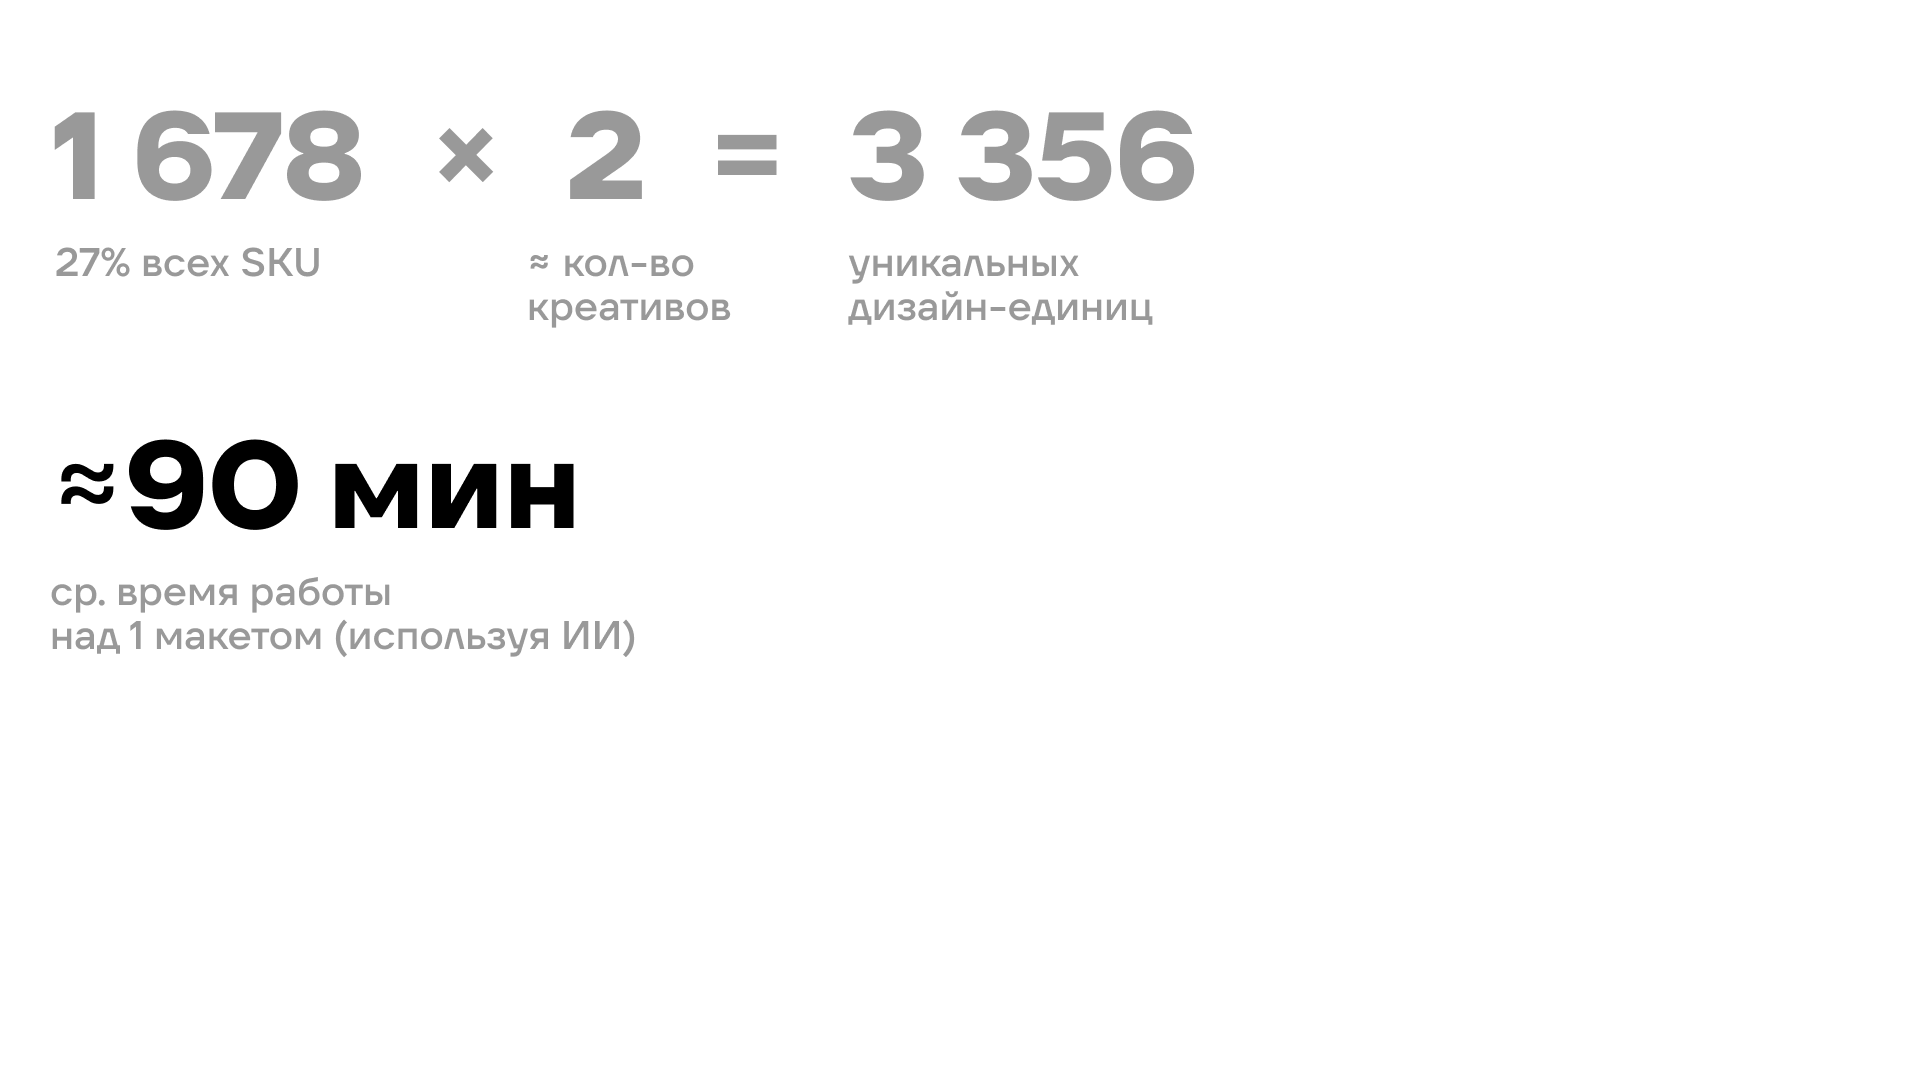 1 678 × 2 = 3 356
27% всех SKU
≈ кол-во
креативов
уникальных
дизайн-единиц
≈90 мин
ср. время работы
над 1 макетом (используя ИИ)